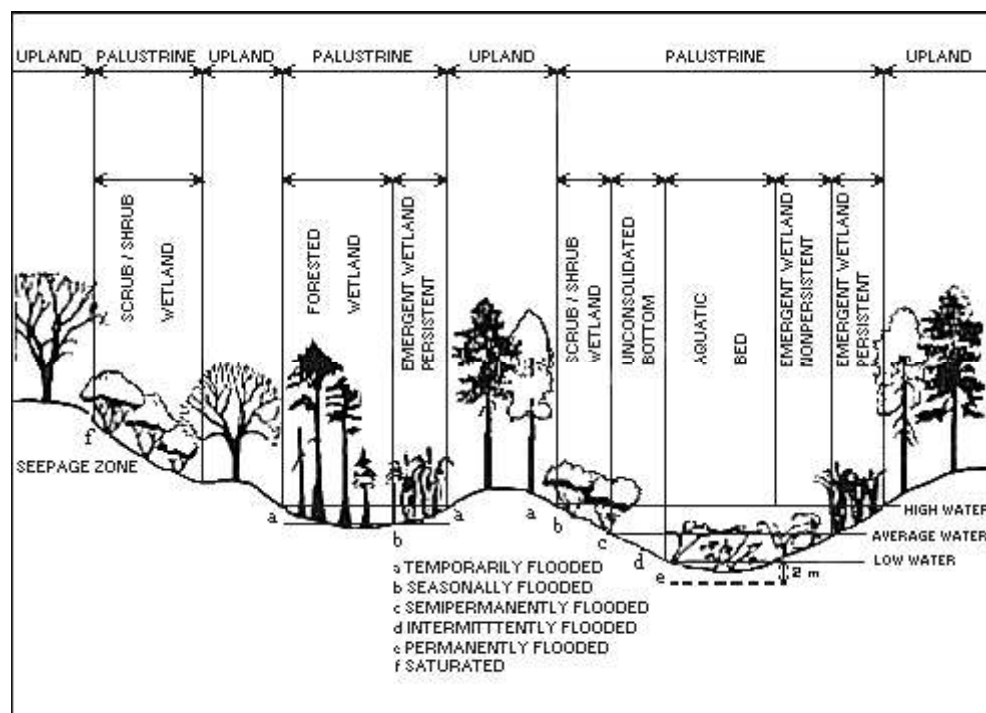 UPLAND PALUSTRINE UPLAND PALUSTRINE UPLAND PALUSTRINE UPLAND
SCRUB / SHRUB
WETLAND
FORESTED
WETLAND
EMERGENT WETLAND
PERSISTENT
SCRUB / SHRUB
WETLAND
UNCONSOLIDATED
BOTTOM
AQUATIC
BED
EMERGENT WETLAND
NONPERSISTENT
EMERGENT WETLAND
PERSISTENT
f
SEEPAGE ZONE
a
b
a
a
b
c
d
e
HIGH WATER
AVERAGE WATER
LOW WATER
2 m
a TEMPORARILY FLOODED
b SEASONALLY FLOODED
c SEMIPERMANENTLY FLOODED
d INTERMITTTENTLY FLOODED
e PERMANENTLY FLOODED
f SATURATED